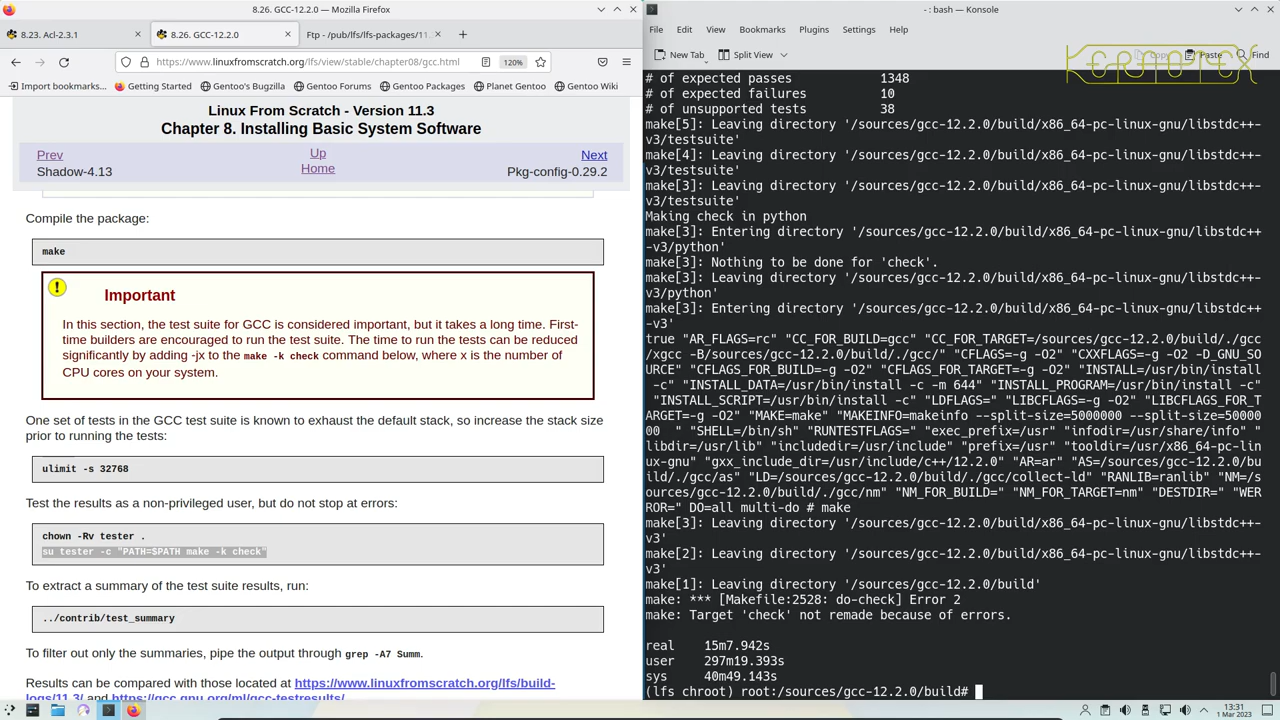 8.26. GCC-12.2.0 — Mozilla Firefox
8.23. Acl-2.3.1
8.26. GCC-12.2.0
Ftp - /pub/lfs/lfs-packages/11.
https://www.linuxfromscratch.org/lfs/view/stable/chapter08/gcc.html
120%
Import bookmarks...
Getting Started
Gentoo's Bugzilla
Gentoo Forums
Gentoo Packages
Planet Gentoo
Gentoo Wiki
Linux From Scratch - Version 11.3
Chapter 8. Installing Basic System Software
Prev
Up
Next
Shadow-4.13
Home
Pkg-config-0.29.2
Compile the package:
make
Important
In this section, the test suite for GCC is considered important, but it takes a long time. First-
time builders are encouraged to run the test suite. The time to run the tests can be reduced
significantly by adding -jx to the make -k check command below, where x is the number of
CPU cores on your system.
One set of tests in the GCC test suite is known to exhaust the default stack, so increase the stack size
prior to running the tests:
ulimit -s 32768
Test the results as a non-privileged user, but do not stop at errors:
chown -Rv tester .
su tester -c "PATH=$PATH make -k check"
To extract a summary of the test suite results, run:
../contrib/test_summary
To filter out only the summaries, pipe the output through grep -A7 Summ.
Results can be compared with those located at https://www.linuxfromscratch.org/lfs/build-
logs/11.3/ and https://gcc.gnu.org/ml/gcc-testresults/.
- : bash — Konsole
File Edit View Bookmarks Plugins Settings Help
New Tab
Split View
Copy
Paste
Find
KERNOTEX
# of expected passes 1348
# of expected failures 10
# of unsupported tests 38
make[5]: Leaving directory '/sources/gcc-12.2.0/build/x86_64-pc-linux-gnu/libstdc++-
v3/testsuite'
make[4]: Leaving directory '/sources/gcc-12.2.0/build/x86_64-pc-linux-gnu/libstdc++-
v3/testsuite'
make[3]: Leaving directory '/sources/gcc-12.2.0/build/x86_64-pc-linux-gnu/libstdc++-
v3/testsuite'
Making check in python
make[3]: Entering directory '/sources/gcc-12.2.0/build/x86_64-pc-linux-gnu/libstdc++
-v3/python'
make[3]: Nothing to be done for 'check'.
make[3]: Leaving directory '/sources/gcc-12.2.0/build/x86_64-pc-linux-gnu/libstdc++-
v3/python'
make[3]: Entering directory '/sources/gcc-12.2.0/build/x86_64-pc-linux-gnu/libstdc++
-v3'
true "AR_FLAGS=rc" "CC_FOR_BUILD=gcc" "CC_FOR_TARGET=/sources/gcc-12.2.0/build/./gcc
/xgcc -B/sources/gcc-12.2.0/build/./gcc/" "CFLAGS=-g -O2" "CXXFLAGS=-g -O2 -D_GNU_SO
URCE" "CFLAGS_FOR_BUILD=-g -O2" "CFLAGS_FOR_TARGET=-g -O2" "INSTALL=/usr/bin/install
-c" "INSTALL_DATA=/usr/bin/install -c -m 644" "INSTALL_PROGRAM=/usr/bin/install -c"
"INSTALL_SCRIPT=/usr/bin/install -c" "LDFLAGS=" "LIBCFLAGS=-g -O2" "LIBCFLAGS_FOR_T
ARGET=-g -O2" "MAKE=make" "MAKEINFO=makeinfo --split-size=5000000 --split-size=50000
00 " "SHELL=/bin/sh" "RUNTESTFLAGS=" "exec_prefix=/usr" "infodir=/usr/share/info" "
libdir=/usr/lib" "includedir=/usr/include" "prefix=/usr" "tooldir=/usr/x86_64-pc-lin
ux-gnu" "gxx_include_dir=/usr/include/c++/12.2.0" "AR=ar" "AS=/sources/gcc-12.2.0/bu
ild/./gcc/as" "LD=/sources/gcc-12.2.0/build/./gcc/collect-ld" "RANLIB=ranlib" "NM=/s
ources/gcc-12.2.0/build/./gcc/nm" "NM_FOR_BUILD=" "NM_FOR_TARGET=nm" "DESTDIR=" "WER
ROR=" DO=all multi-do # make
make[3]: Leaving directory '/sources/gcc-12.2.0/build/x86_64-pc-linux-gnu/libstdc++-
v3'
make[2]: Leaving directory '/sources/gcc-12.2.0/build/x86_64-pc-linux-gnu/libstdc++-
v3'
make[1]: Leaving directory '/sources/gcc-12.2.0/build'
make: *** [Makefile:2528: do-check] Error 2
make: Target 'check' not remade because of errors.
real 15m7.942s
user 297m19.393s
sys 40m49.143s
(lfs chroot) root:/sources/gcc-12.2.0/build#
13:31
1 Mar 2023